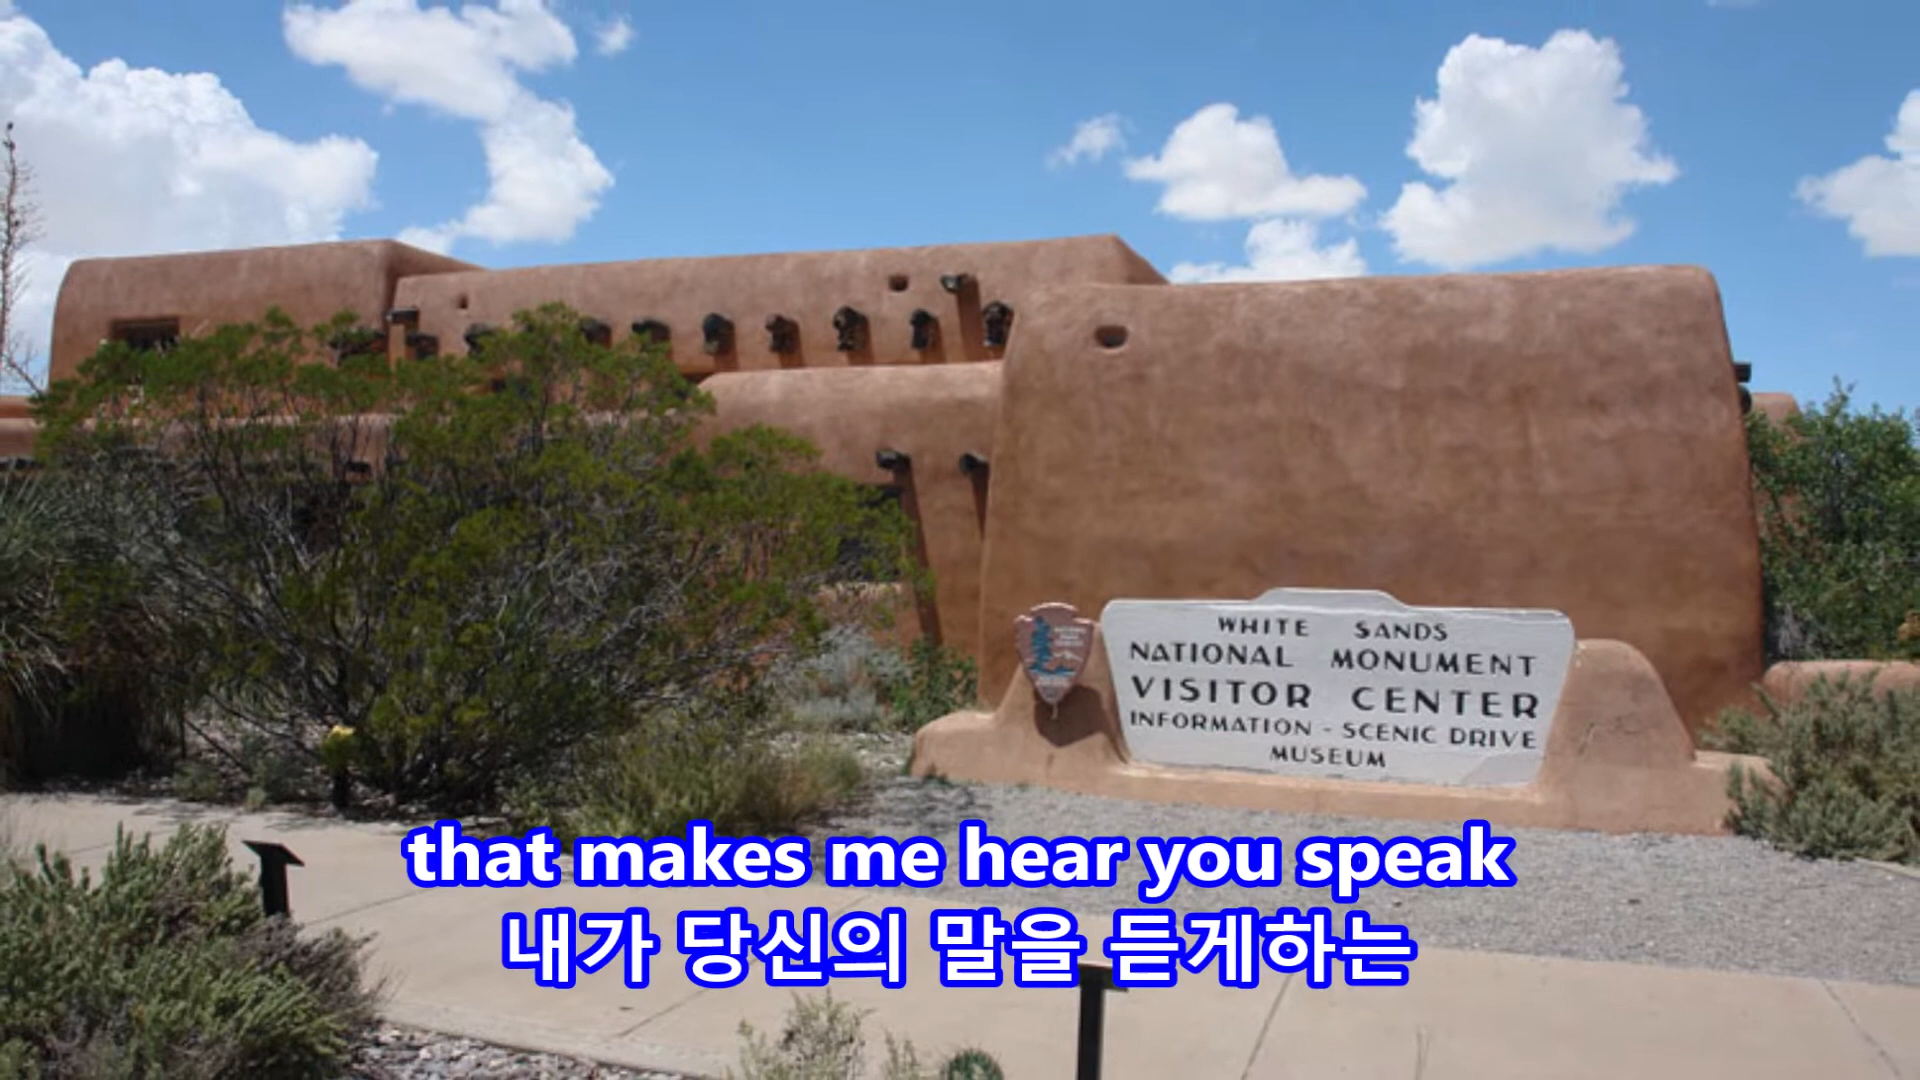 WHITE SANDS
NATIONAL MONUMENT
VISITOR CENTER
INFORMATION - SCENIC DRIVE
MUSEUM
that makes me hear you speak
내가 당신의 말을 듣게하는